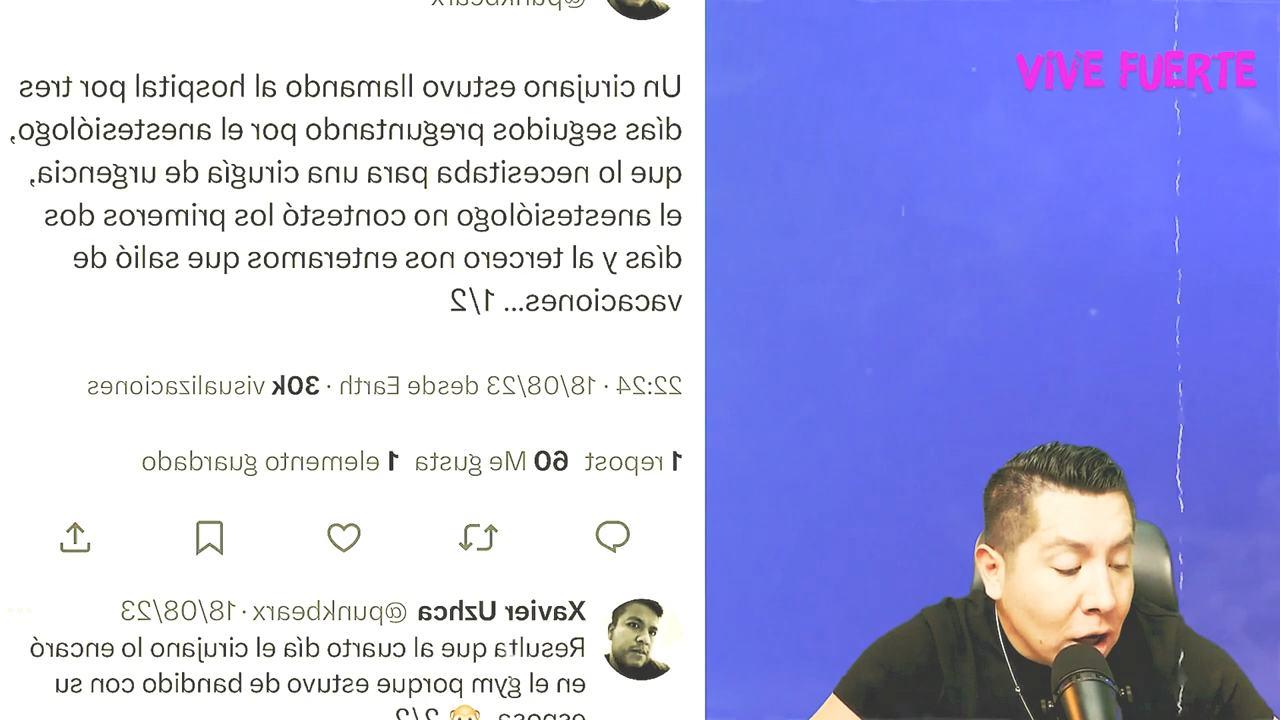 @punkbearx
Un cirujano estuvo llamando al hospital por tres
días seguidos preguntando por el anestesiólogo,
que lo necesitaba para una cirugía de urgencia,
el anestesiólogo no contestó los primeros dos
días y al tercero nos enteramos que salió de
vacaciones... 1/2
22:24 · 18/08/23 desde Earth · 30k visualizaciones
1 repost 60 Me gusta 1 elemento guardado
Xavier Uzhca @punkbearx · 18/08/23
Resulta que al cuarto día el cirujano lo encaró
en el gym porque estuvo de bandido con su
esposa 🙊 2/2
VIVE FUERTE